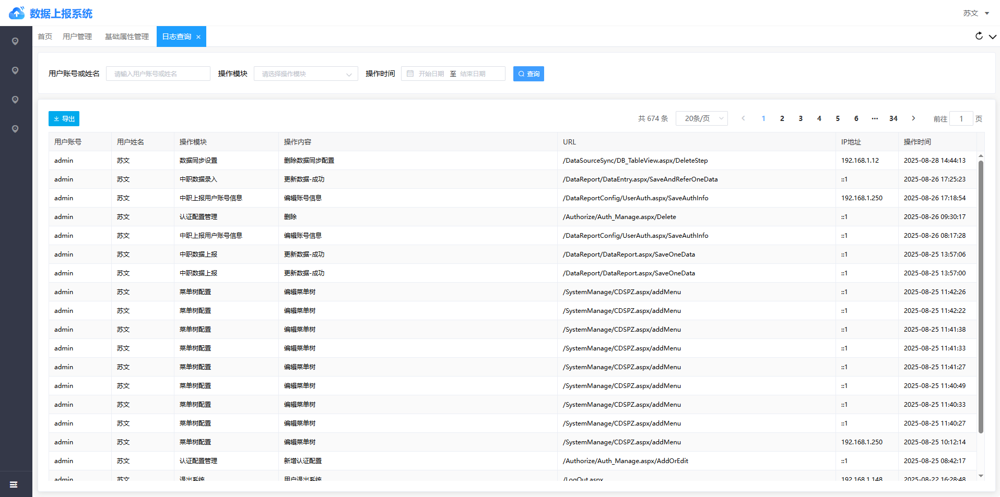 数据上报系统
苏文
首页 用户管理 基础属性管理 日志查询
用户账号或姓名 请输入用户账号或姓名 操作模块 请选择操作模块 操作时间 开始日期 至 结束日期 查询
导出 共 674 条 20条/页 1 2 3 4 5 6 ··· 34 前往 1 页
用户账号 用户姓名 操作模块 操作内容 URL IP地址 操作时间
admin 苏文 数据同步设置 删除数据同步配置 /DataSourceSync/DB_TableView.aspx/DeleteStep 192.168.1.12 2025-08-28 14:44:13
admin 苏文 中职数据录入 更新数据-成功 /DataReport/DataEntry.aspx/SaveAndReferOneData ::1 2025-08-26 17:25:23
admin 苏文 中职上报用户账号信息 编辑账号信息 /DataReportConfig/UserAuth.aspx/SaveAuthInfo 192.168.1.250 2025-08-26 17:18:54
admin 苏文 认证配置管理 删除 /Authorize/Auth_Manage.aspx/Delete ::1 2025-08-26 09:30:17
admin 苏文 中职上报用户账号信息 编辑账号信息 /DataReportConfig/UserAuth.aspx/SaveAuthInfo ::1 2025-08-26 08:17:28
admin 苏文 中职数据上报 更新数据-成功 /DataReport/DataReport.aspx/SaveOneData ::1 2025-08-25 13:57:06
admin 苏文 中职数据上报 更新数据-成功 /DataReport/DataReport.aspx/SaveOneData ::1 2025-08-25 13:57:00
admin 苏文 菜单树配置 编辑菜单树 /SystemManage/CDSPZ.aspx/addMenu ::1 2025-08-25 11:42:26
admin 苏文 菜单树配置 编辑菜单树 /SystemManage/CDSPZ.aspx/addMenu ::1 2025-08-25 11:42:22
admin 苏文 菜单树配置 编辑菜单树 /SystemManage/CDSPZ.aspx/addMenu ::1 2025-08-25 11:41:38
admin 苏文 菜单树配置 编辑菜单树 /SystemManage/CDSPZ.aspx/addMenu ::1 2025-08-25 11:41:33
admin 苏文 菜单树配置 编辑菜单树 /SystemManage/CDSPZ.aspx/addMenu ::1 2025-08-25 11:41:27
admin 苏文 菜单树配置 编辑菜单树 /SystemManage/CDSPZ.aspx/addMenu ::1 2025-08-25 11:40:49
admin 苏文 菜单树配置 编辑菜单树 /SystemManage/CDSPZ.aspx/addMenu ::1 2025-08-25 11:40:33
admin 苏文 菜单树配置 编辑菜单树 /SystemManage/CDSPZ.aspx/addMenu ::1 2025-08-25 11:40:27
admin 苏文 菜单树配置 编辑菜单树 /SystemManage/CDSPZ.aspx/addMenu 192.168.1.250 2025-08-25 10:12:14
admin 苏文 认证配置管理 新增认证配置 /Authorize/Auth_Manage.aspx/AddOrEdit ::1 2025-08-25 08:42:17
admin 苏文 退出系统 用户退出系统 /LogOut.aspx 192.168.1.148 2025-08-22 16:28:48